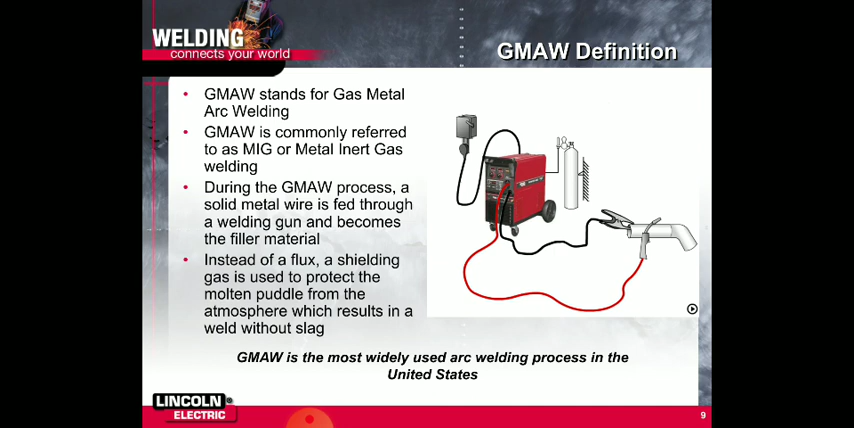 WELDING
connects your world
GMAW Definition
• GMAW stands for Gas Metal
Arc Welding
• GMAW is commonly referred
to as MIG or Metal Inert Gas
welding
• During the GMAW process, a
solid metal wire is fed through
a welding gun and becomes
the filler material
• Instead of a flux, a shielding
gas is used to protect the
molten puddle from the
atmosphere which results in a
weld without slag
GMAW is the most widely used arc welding process in the
United States
LINCOLN®
ELECTRIC
9